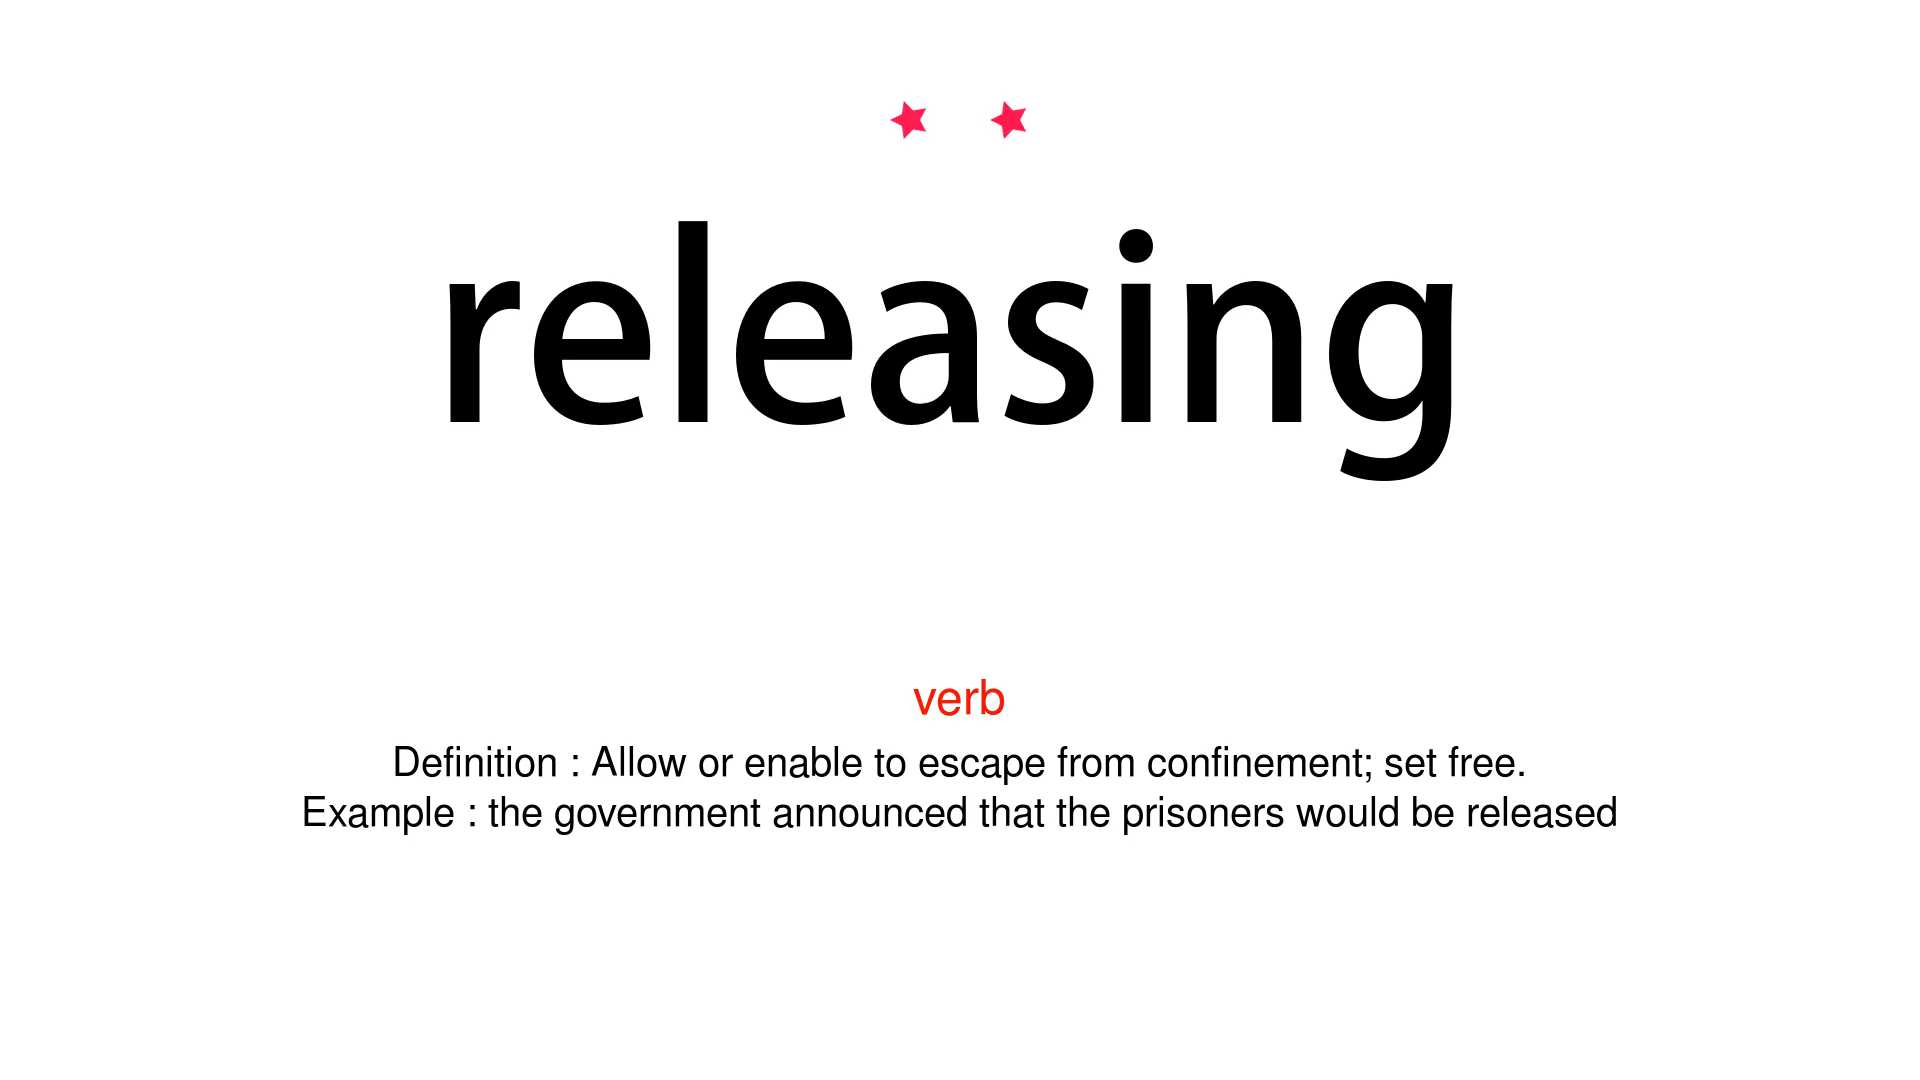 releasing
verb
Definition : Allow or enable to escape from confinement; set free.
Example : the government announced that the prisoners would be released